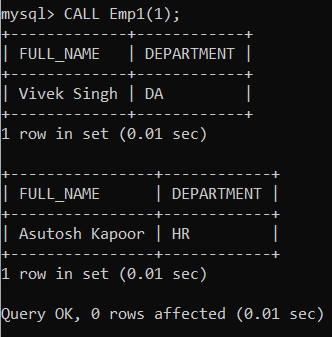 mysql> CALL Emp1(1);
+-------------+------------+
| FULL_NAME   | DEPARTMENT |
+-------------+------------+
| Vivek Singh | DA         |
+-------------+------------+
1 row in set (0.01 sec)

+----------------+------------+
| FULL_NAME      | DEPARTMENT |
+----------------+------------+
| Asutosh Kapoor | HR         |
+----------------+------------+
1 row in set (0.01 sec)

Query OK, 0 rows affected (0.01 sec)